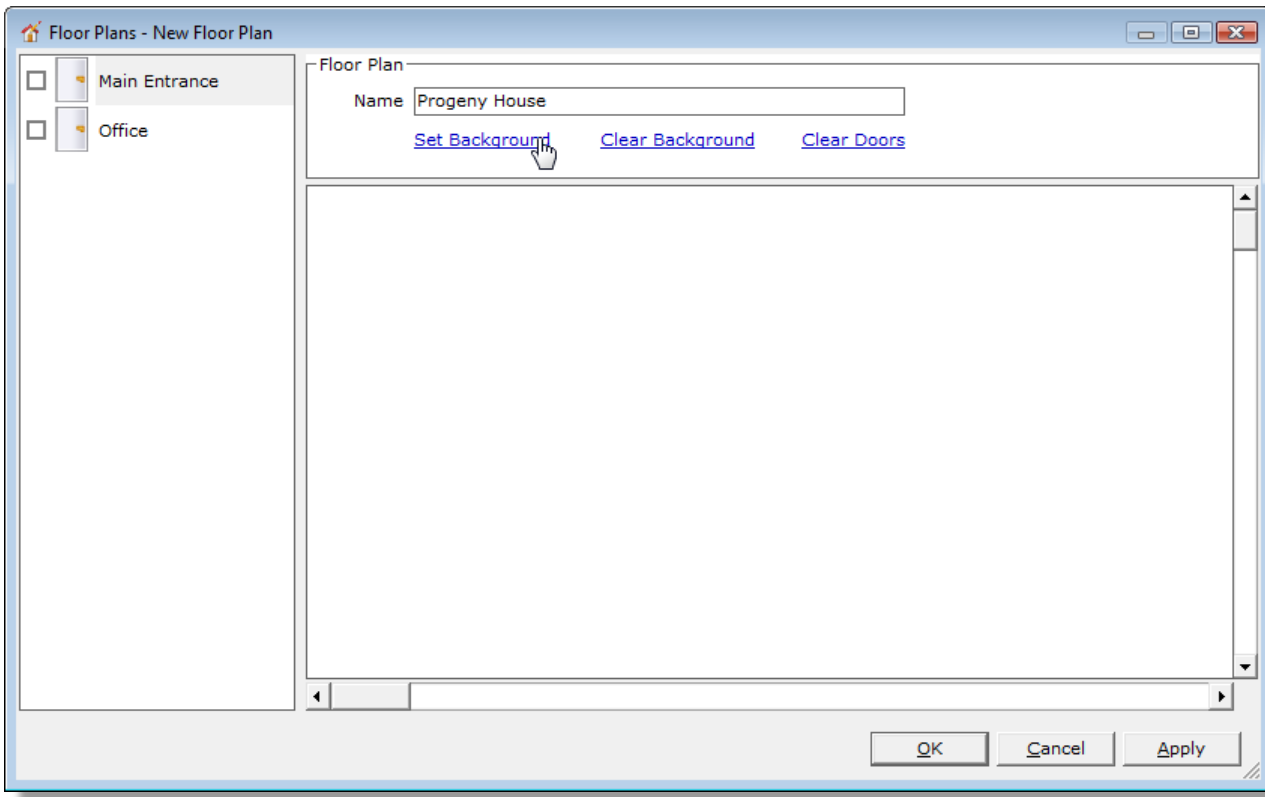 Floor Plans - New Floor Plan
Main Entrance
Office
Floor Plan
Name Progeny House
Set Background Clear Background Clear Doors
OK Cancel Apply